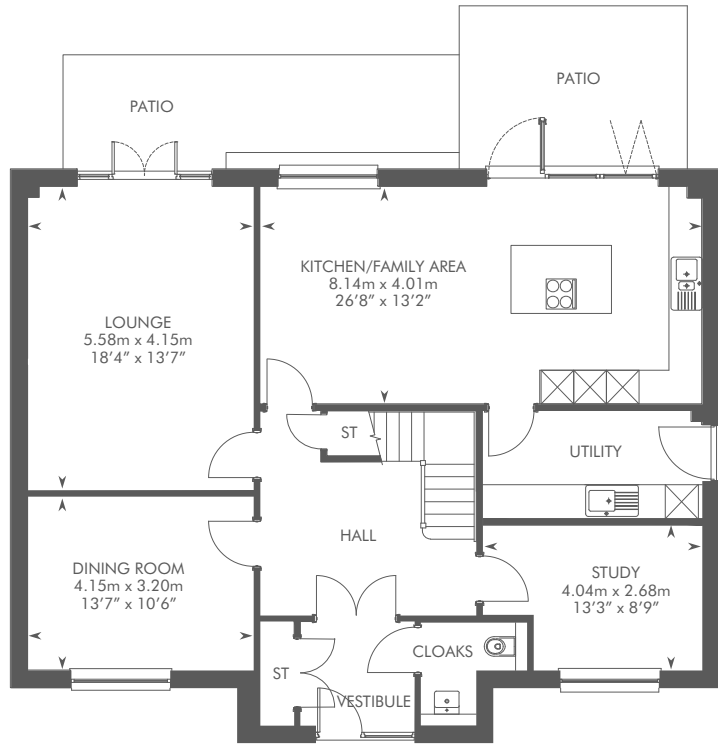 PATIO
PATIO
KITCHEN/FAMILY AREA
8.14m x 4.01m
26’8” x 13’2”
LOUNGE
5.58m x 4.15m
18’4” x 13’7”
ST
UTILITY
HALL
DINING ROOM
4.15m x 3.20m
13’7” x 10’6”
STUDY
4.04m x 2.68m
13’3” x 8’9”
CLOAKS
ST
VESTIBULE